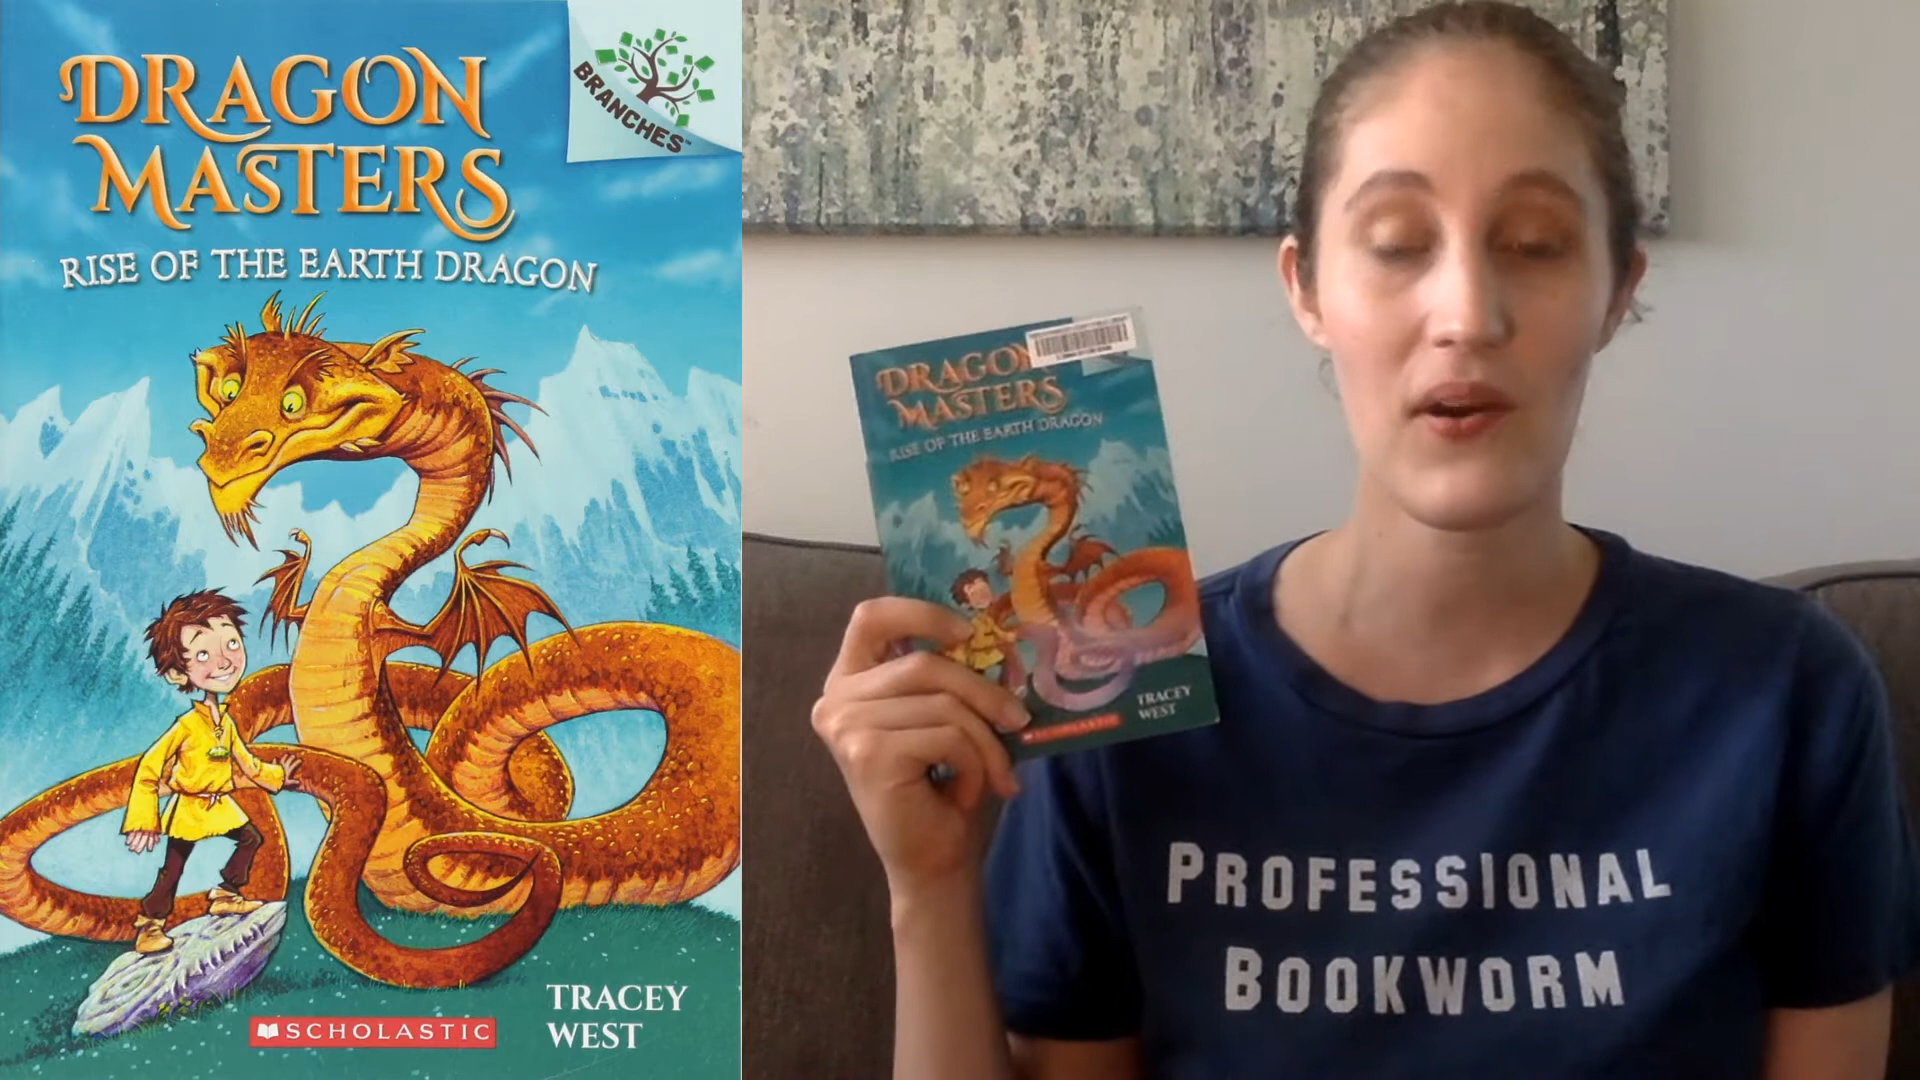 DRAGON
MASTERS
RISE OF THE EARTH DRAGON
BRANCHES
SCHOLASTIC
TRACEY
WEST
DRAGON
MASTERS
RISE OF THE EARTH DRAGON
TRACEY
WEST
SCHOLASTIC
PROFESSIONAL
BOOKWORM